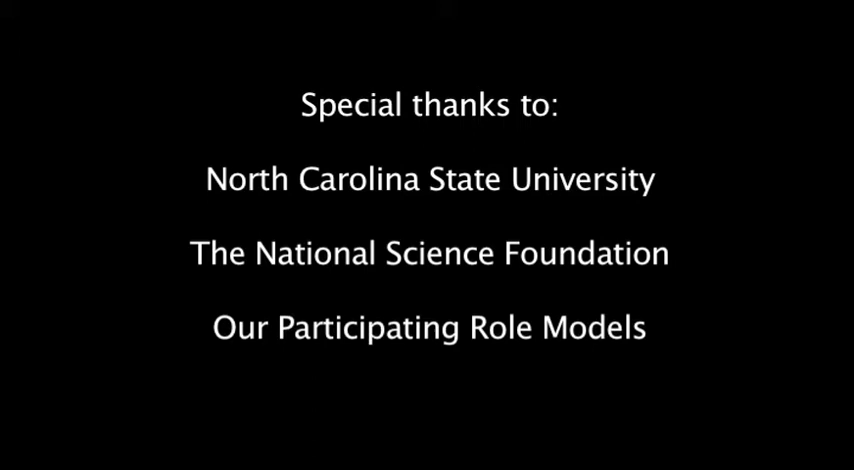 Special thanks to:
North Carolina State University
The National Science Foundation
Our Participating Role Models